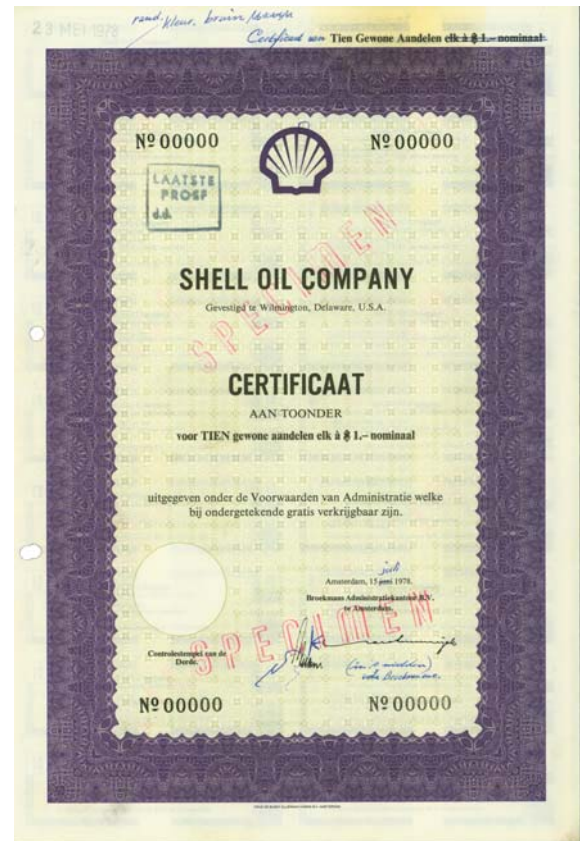 23 MEI 1978
rand. kleur. bruin
Certificaat aan Tien Gewone Aandelen elk à $ 1.– nominaal
Nº 00000 Nº 00000
LAATSTE
PROEF
d.d.
SPECIMEN
SHELL OIL COMPANY
Gevestigd te Wilmington, Delaware, U.S.A.
CERTIFICAAT
AAN TOONDER
voor TIEN gewone aandelen elk à $ 1.– nominaal
uitgegeven onder de Voorwaarden van Administratie welke
bij ondergetekende gratis verkrijgbaar zijn.
juli
Amsterdam, 15 juni 1978.
Broekmans Administratiekantoor B.V.
te Amsterdam.
SPECIMEN
Controlestempel van de
Derde.
(in 't midden)
Nº 00000 Nº 00000